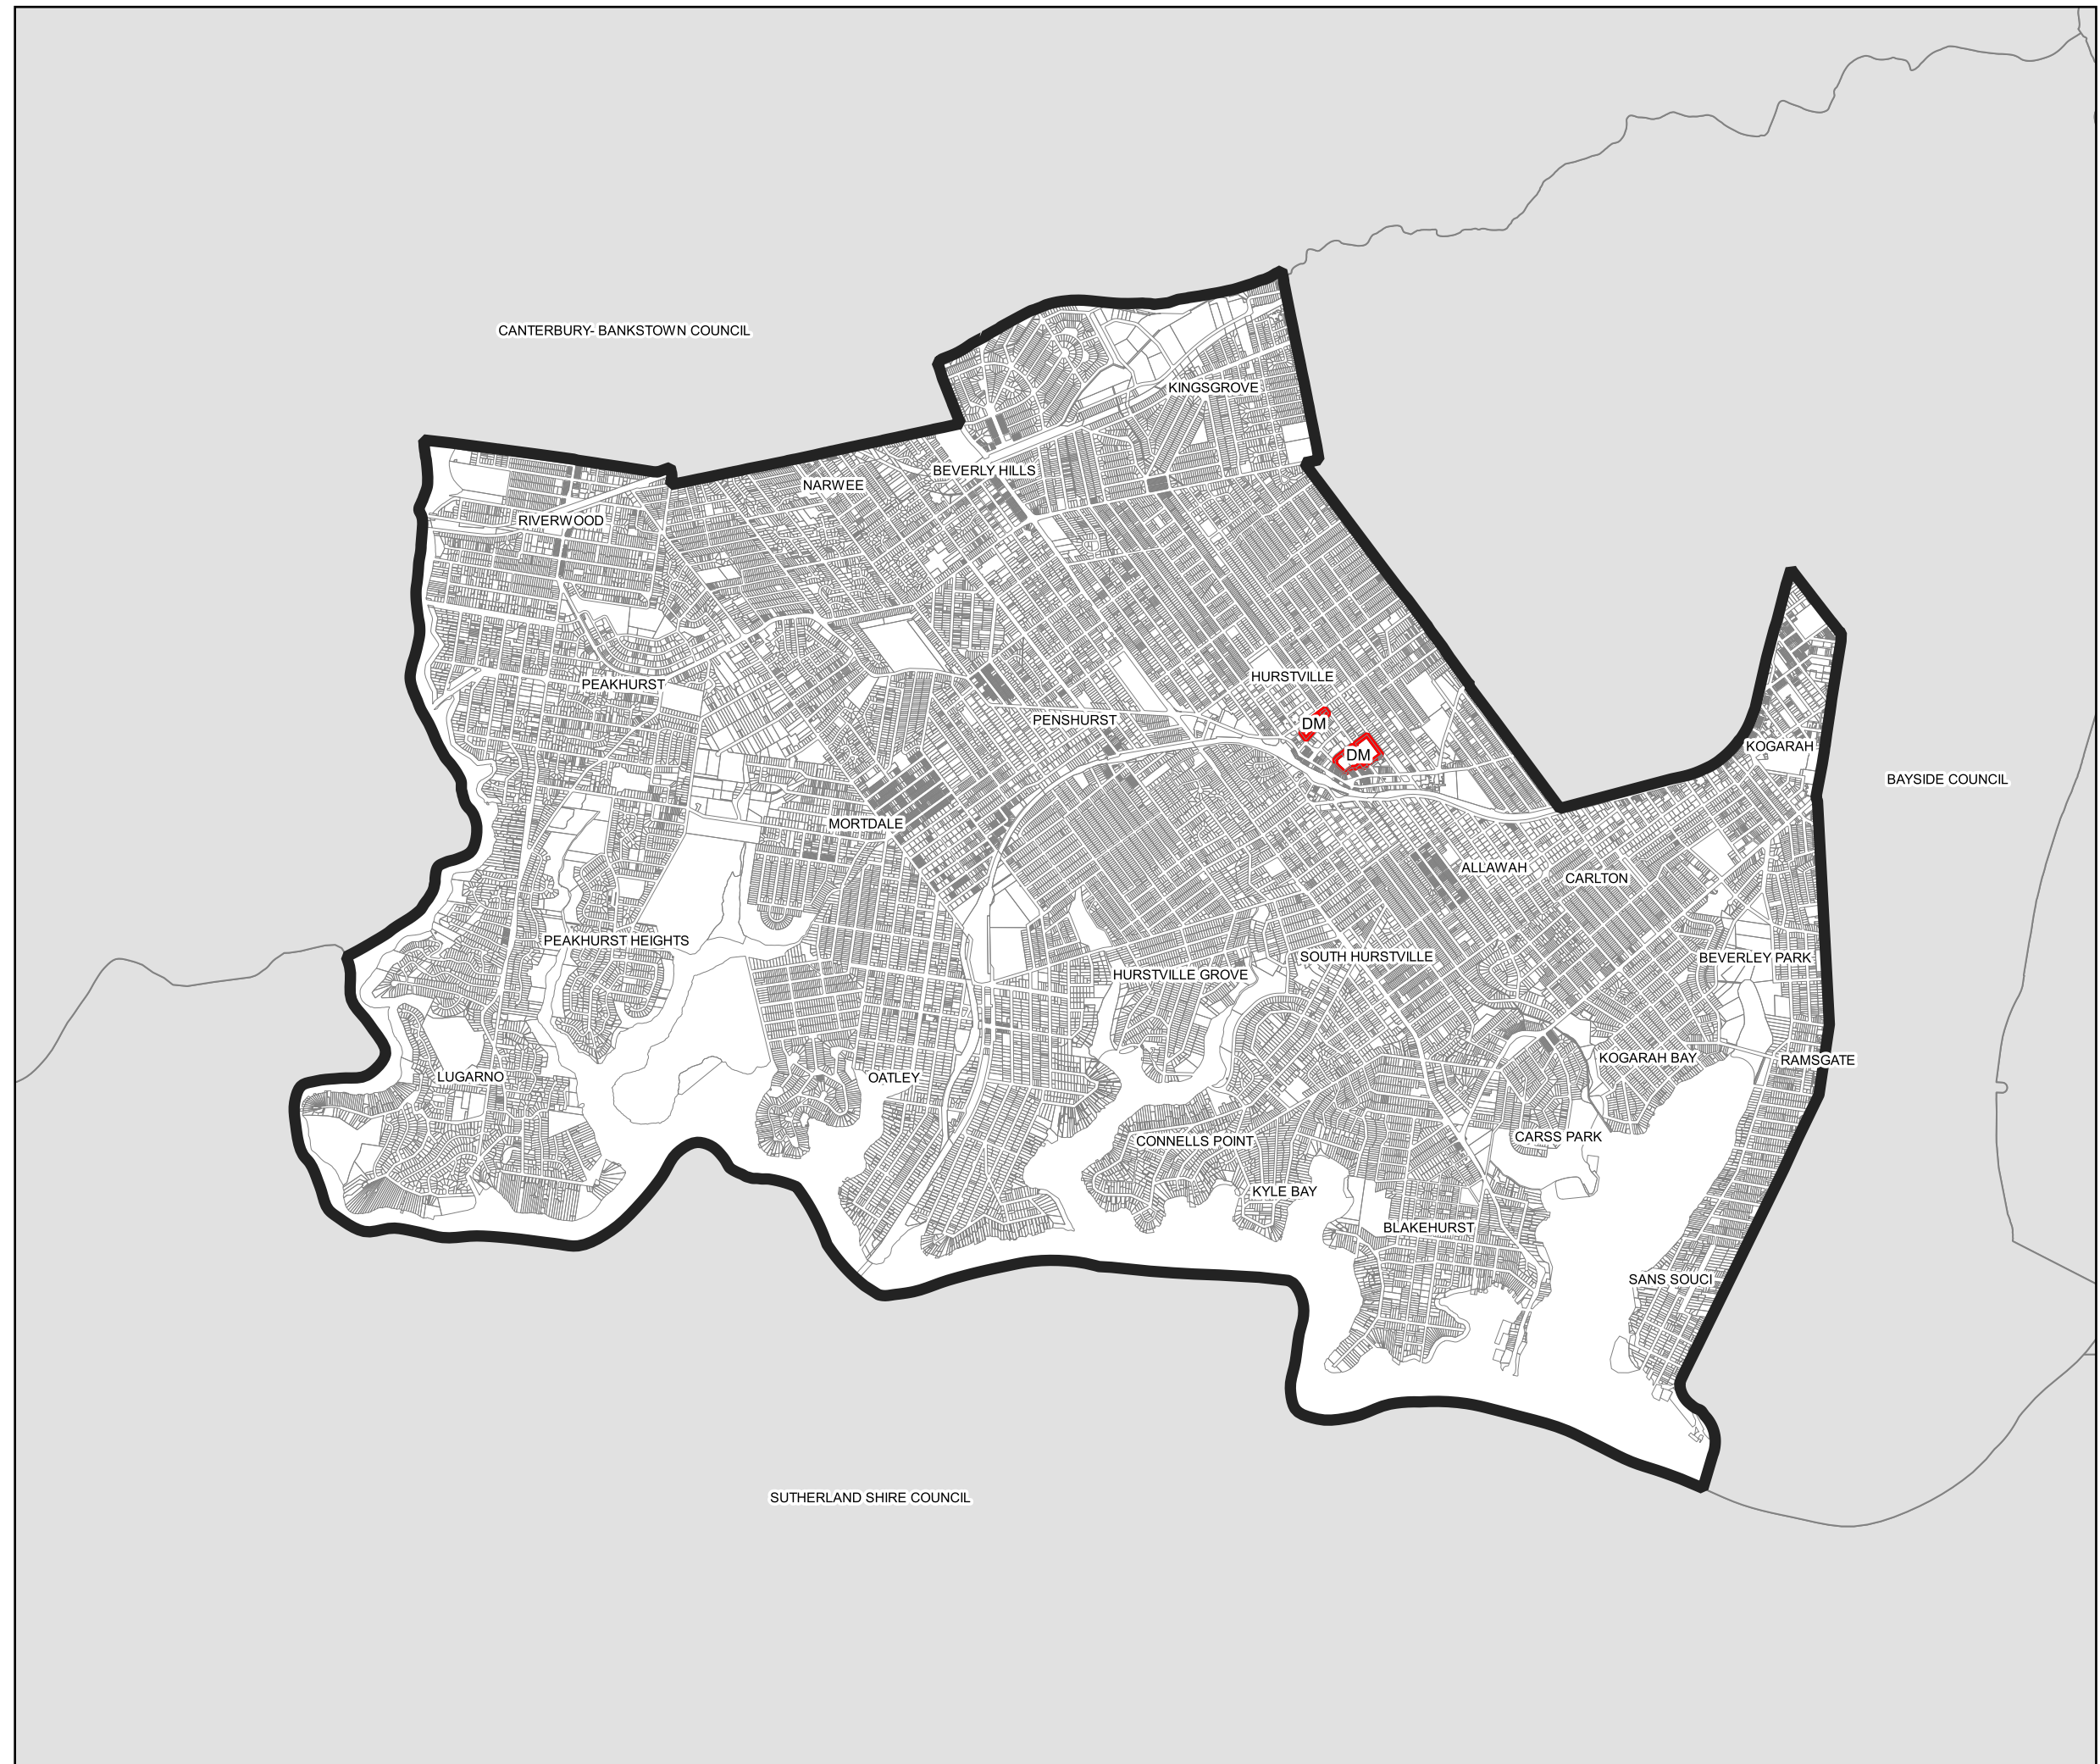 CANTERBURY- BANKSTOWN COUNCIL
KINGSGROVE
BEVERLY HILLS
NARWEE
RIVERWOOD
HURSTVILLE
PEAKHURST
PENSHURST
DM
KOGARAH
DM
BAYSIDE COUNCIL
MORTDALE
ALLAWAH
CARLTON
PEAKHURST HEIGHTS
SOUTH HURSTVILLE
BEVERLEY PARK
HURSTVILLE GROVE
KOGARAH BAY
RAMSGATE
LUGARNO
OATLEY
CARSS PARK
CONNELLS POINT
KYLE BAY
BLAKEHURST
SANS SOUCI
SUTHERLAND SHIRE COUNCIL